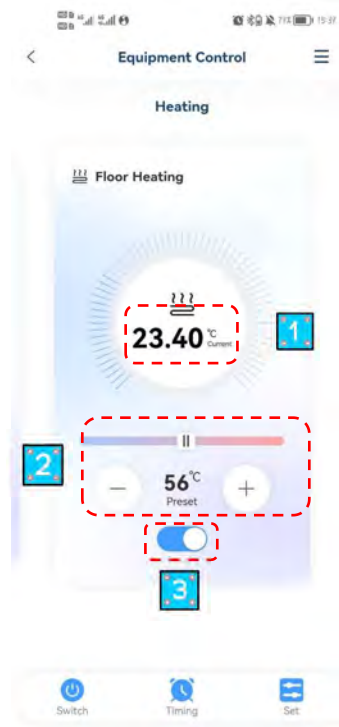 Equipment Control
Heating
Floor Heating
23.40 °C
Current
1
2
56°C
Preset
3
Switch Timing Set